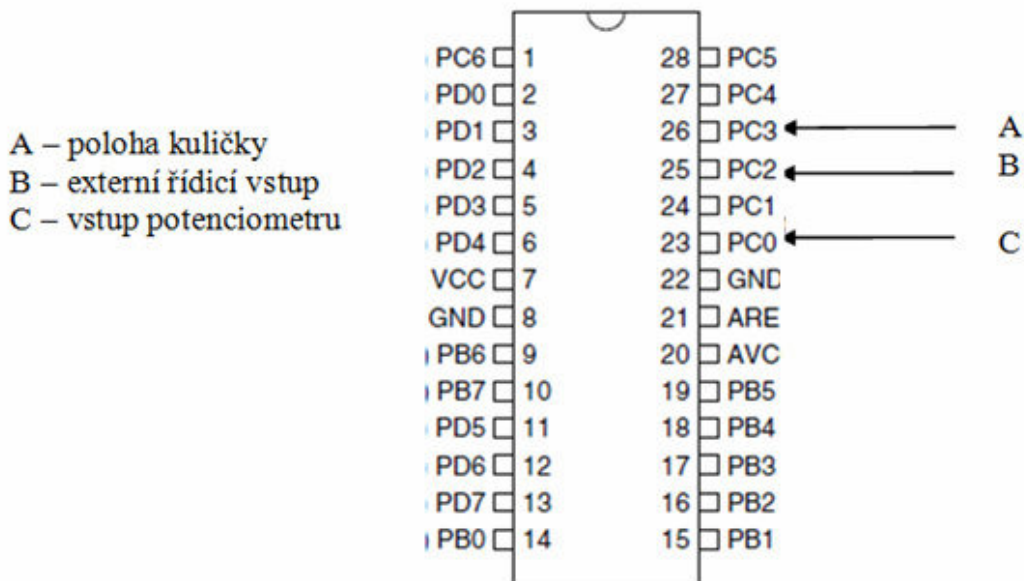 A – poloha kuličky
B – externí řídicí vstup
C – vstup potenciometru
PC6 1 28 PC5
PD0 2 27 PC4
PD1 3 26 PC3 A
PD2 4 25 PC2 B
PD3 5 24 PC1
PD4 6 23 PC0 C
VCC 7 22 GND
GND 8 21 ARE
PB6 9 20 AVC
PB7 10 19 PB5
PD5 11 18 PB4
PD6 12 17 PB3
PD7 13 16 PB2
PB0 14 15 PB1